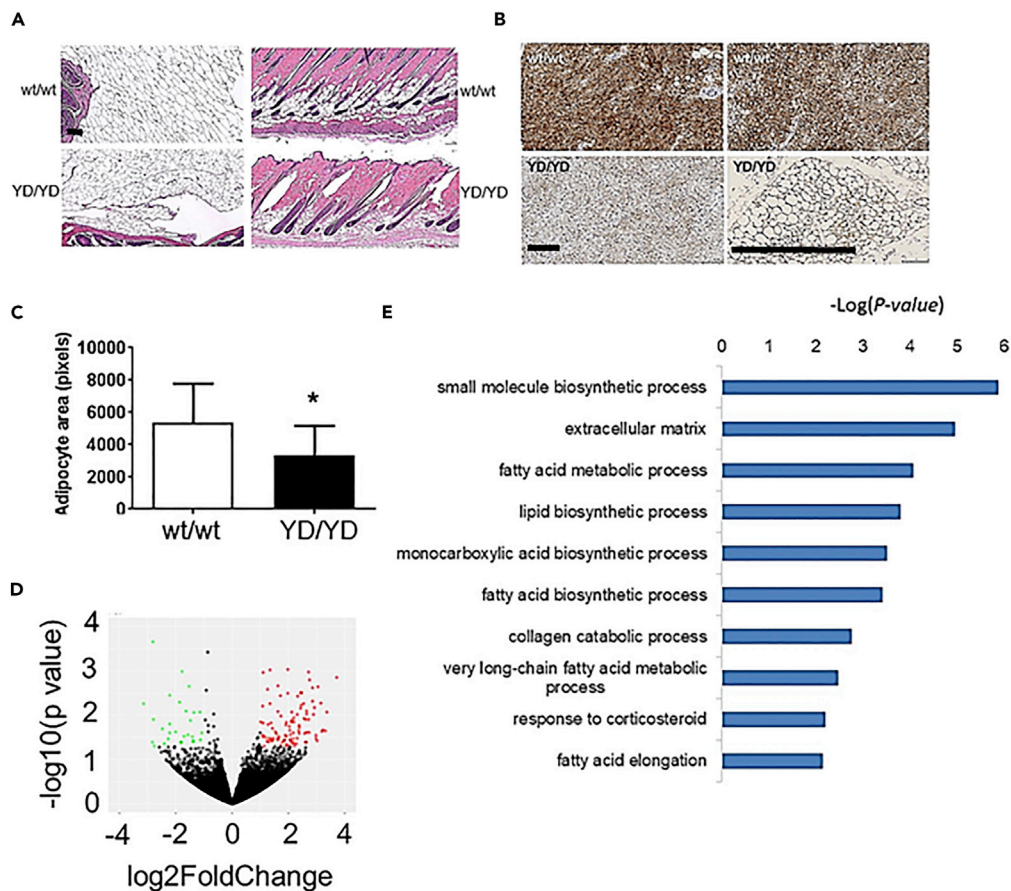 A
wt/wt
wt/wt
YD/YD
YD/YD
B
wt/wt
wt/wt
YD/YD
YD/YD
C
Adipocyte area (pixels)
10000
8000
6000
4000
2000
0
*
wt/wt
YD/YD
D
-log10(p value)
4
3
2
1
0
-4
-2
0
2
4
log2FoldChange
E
-Log(P-value)
0 1 2 3 4 5 6
small molecule biosynthetic process
extracellular matrix
fatty acid metabolic process
lipid biosynthetic process
monocarboxylic acid biosynthetic process
fatty acid biosynthetic process
collagen catabolic process
very long-chain fatty acid metabolic
process
response to corticosteroid
fatty acid elongation